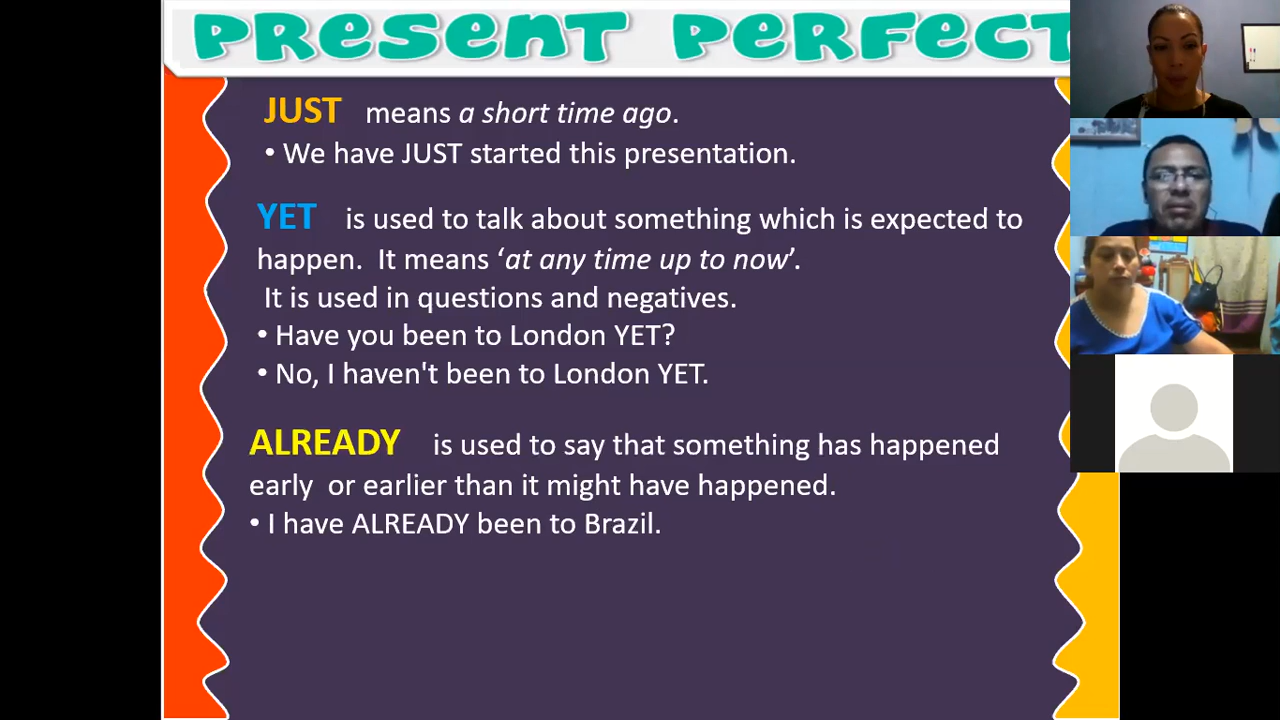 PRESENT PERFECT
JUST means a short time ago.
• We have JUST started this presentation.
YET is used to talk about something which is expected to
happen. It means ‘at any time up to now’.
It is used in questions and negatives.
• Have you been to London YET?
• No, I haven't been to London YET.
ALREADY is used to say that something has happened
early or earlier than it might have happened.
• I have ALREADY been to Brazil.